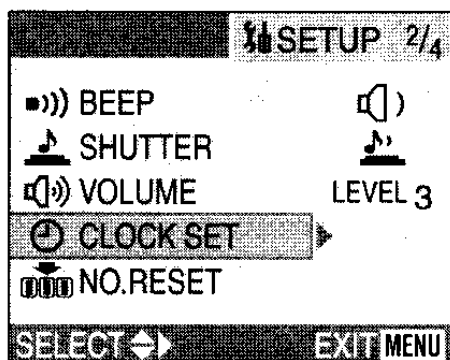 SETUP 2/4
BEEP
SHUTTER
VOLUME LEVEL 3
CLOCK SET
NO.RESET
SELECT EXIT MENU